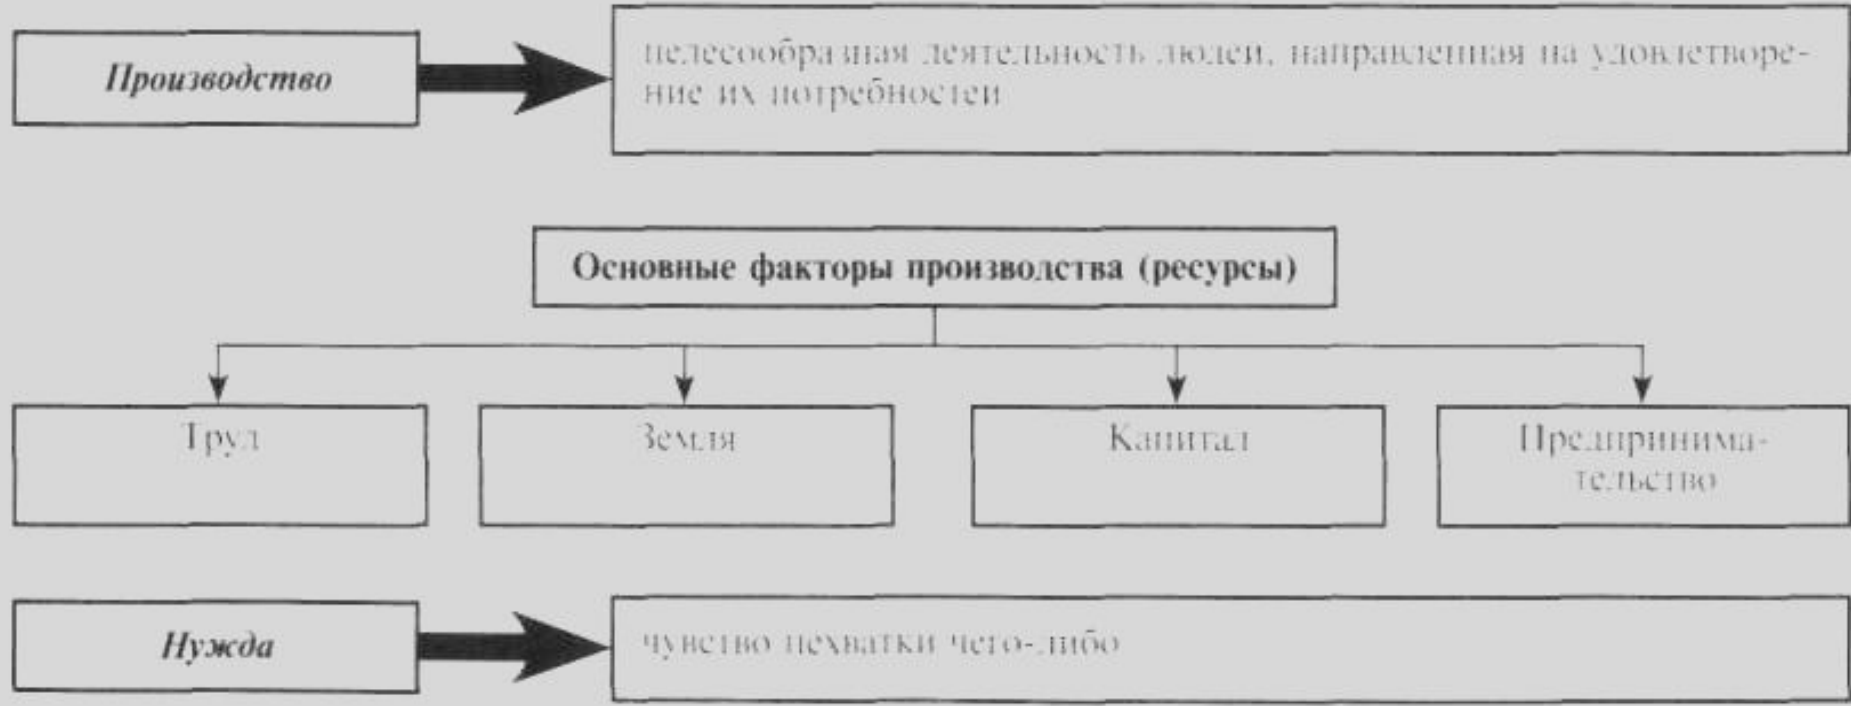 Производство
целесообразная деятельность людей, направленная на удовлетворе-
ние их потребностей
Основные факторы производства (ресурсы)
Труд
Земля
Капитал
Предпринима-
тельство
Нужда
чувство нехватки чего-либо